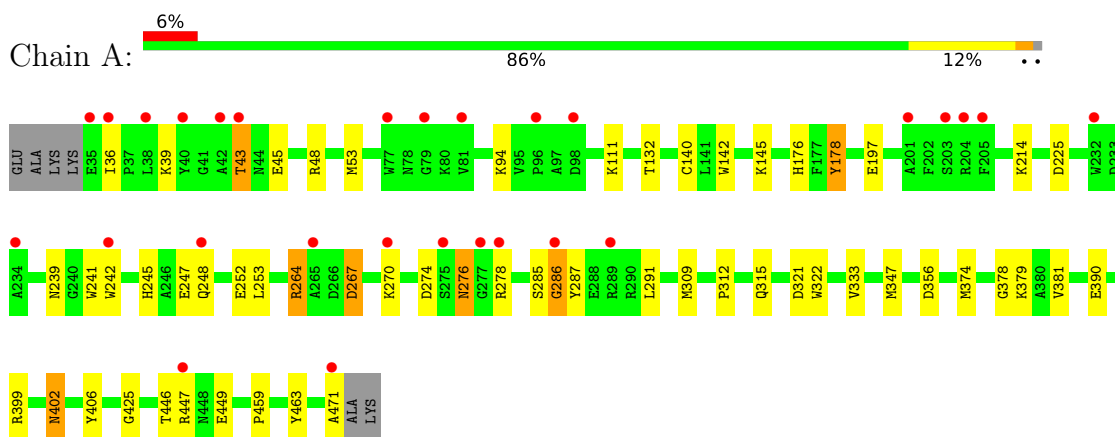 6%
Chain A:
86% 12% • •
GLU ALA LYS LYS E35 I36 P37 L38 K39 Y40 G41 A42 T43 N44 E45 R48 M53 W77 N78 G79 K80 V81 K94 V95 P96 A97 D98 K111 T132 C140 L141 W142 K145 H176 F177 Y178 E197 A201 F202 S203 R204 F205 K214 D225 W232 D233
A234 N239 G240 W241 W242 H245 A246 E247 Q248 E252 L253 R264 A265 D266 D267 K270 D274 S275 N276 G277 R278 S285 G286 Y287 E288 R289 R290 L291 M309 P312 Q315 D321 W322 V333 M347 D356 M374 G378 K379 A380 V381 E390
R399 N402 Y406 G425 T446 R447 N448 E449 P459 Y463 A471 ALA LYS